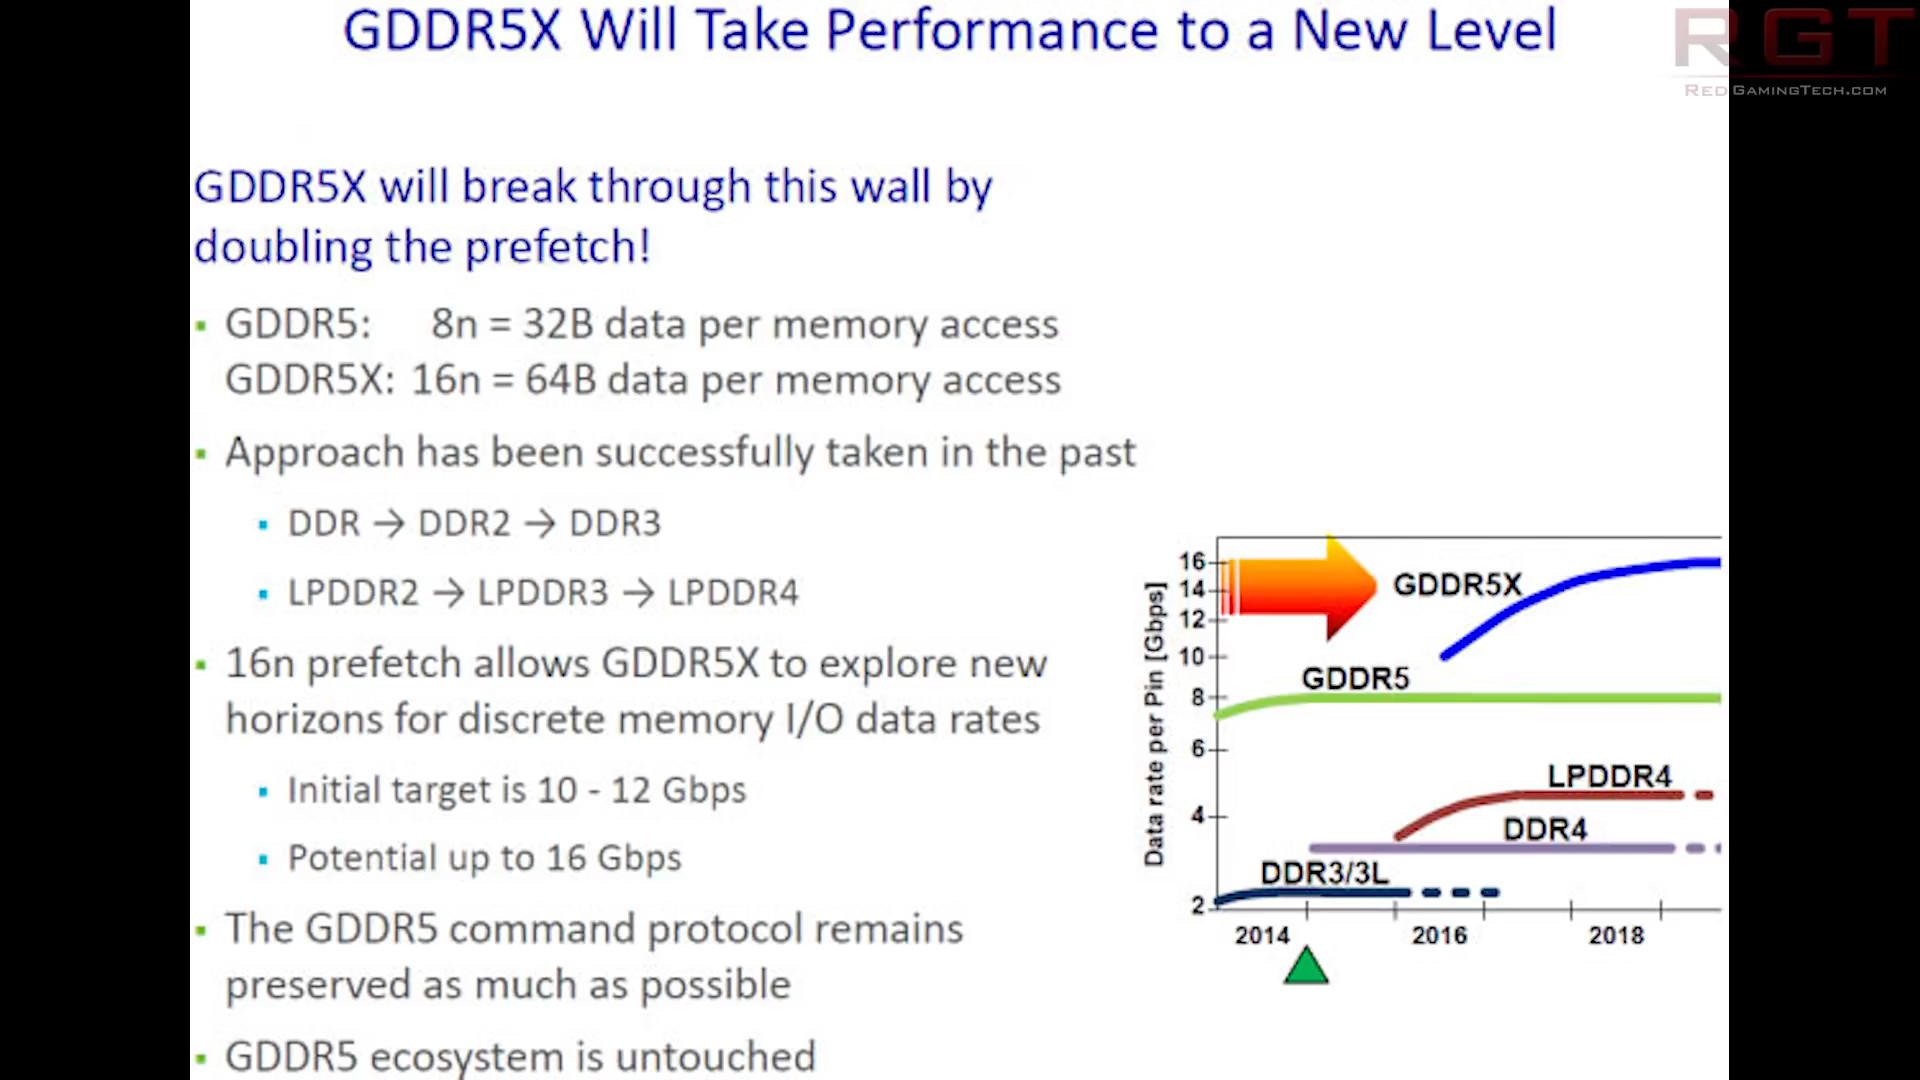 GDDR5X Will Take Performance to a New Level
RGT
REDGAMINGTECH.COM
GDDR5X will break through this wall by
doubling the prefetch!
▪ GDDR5: 8n = 32B data per memory access
GDDR5X: 16n = 64B data per memory access
▪ Approach has been successfully taken in the past
▪ DDR → DDR2 → DDR3
▪ LPDDR2 → LPDDR3 → LPDDR4
▪ 16n prefetch allows GDDR5X to explore new
horizons for discrete memory I/O data rates
▪ Initial target is 10 - 12 Gbps
▪ Potential up to 16 Gbps
▪ The GDDR5 command protocol remains
preserved as much as possible
▪ GDDR5 ecosystem is untouched
Data rate per Pin [Gbps]
16
14
12
10
8
6
4
2
GDDR5X
GDDR5
LPDDR4
DDR4
DDR3/3L
2014 2016 2018